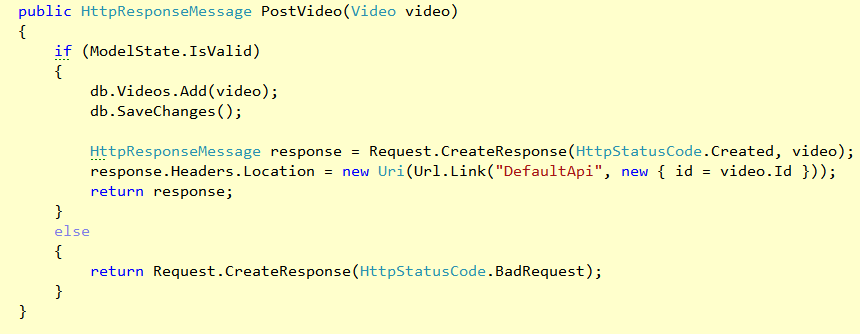 public HttpResponseMessage PostVideo(Video video)
{
    if (ModelState.IsValid)
    {
        db.Videos.Add(video);
        db.SaveChanges();

        HttpResponseMessage response = Request.CreateResponse(HttpStatusCode.Created, video);
        response.Headers.Location = new Uri(Url.Link("DefaultApi", new { id = video.Id }));
        return response;
    }
    else
    {
        return Request.CreateResponse(HttpStatusCode.BadRequest);
    }
}